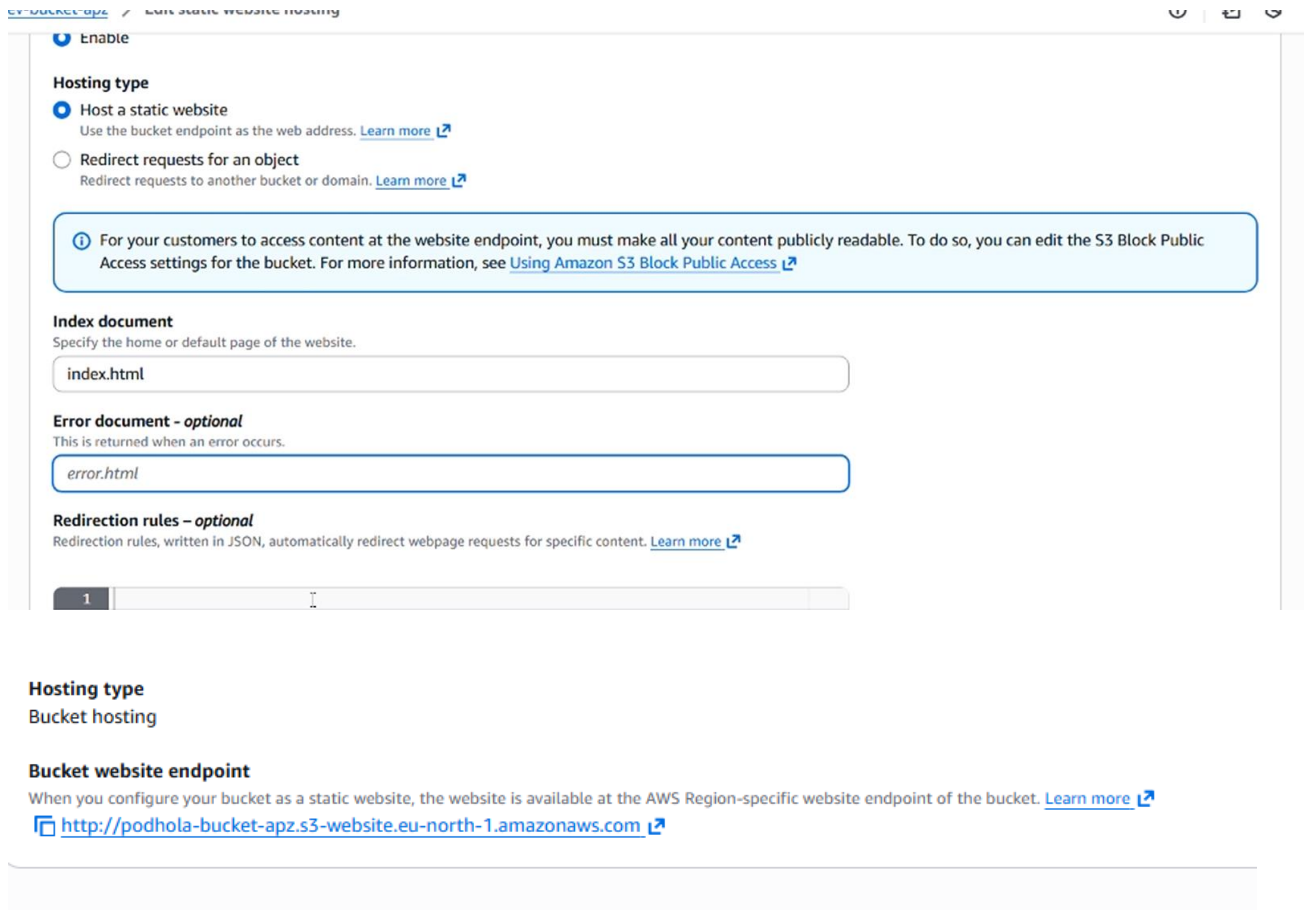 ev-bucket-apz / Edit static website hosting
Enable
Hosting type
Host a static website
Use the bucket endpoint as the web address. Learn more
Redirect requests for an object
Redirect requests to another bucket or domain. Learn more
For your customers to access content at the website endpoint, you must make all your content publicly readable. To do so, you can edit the S3 Block Public
Access settings for the bucket. For more information, see Using Amazon S3 Block Public Access
Index document
Specify the home or default page of the website.
index.html
Error document - optional
This is returned when an error occurs.
error.html
Redirection rules – optional
Redirection rules, written in JSON, automatically redirect webpage requests for specific content. Learn more
1
Hosting type
Bucket hosting
Bucket website endpoint
When you configure your bucket as a static website, the website is available at the AWS Region-specific website endpoint of the bucket. Learn more
http://podhola-bucket-apz.s3-website.eu-north-1.amazonaws.com